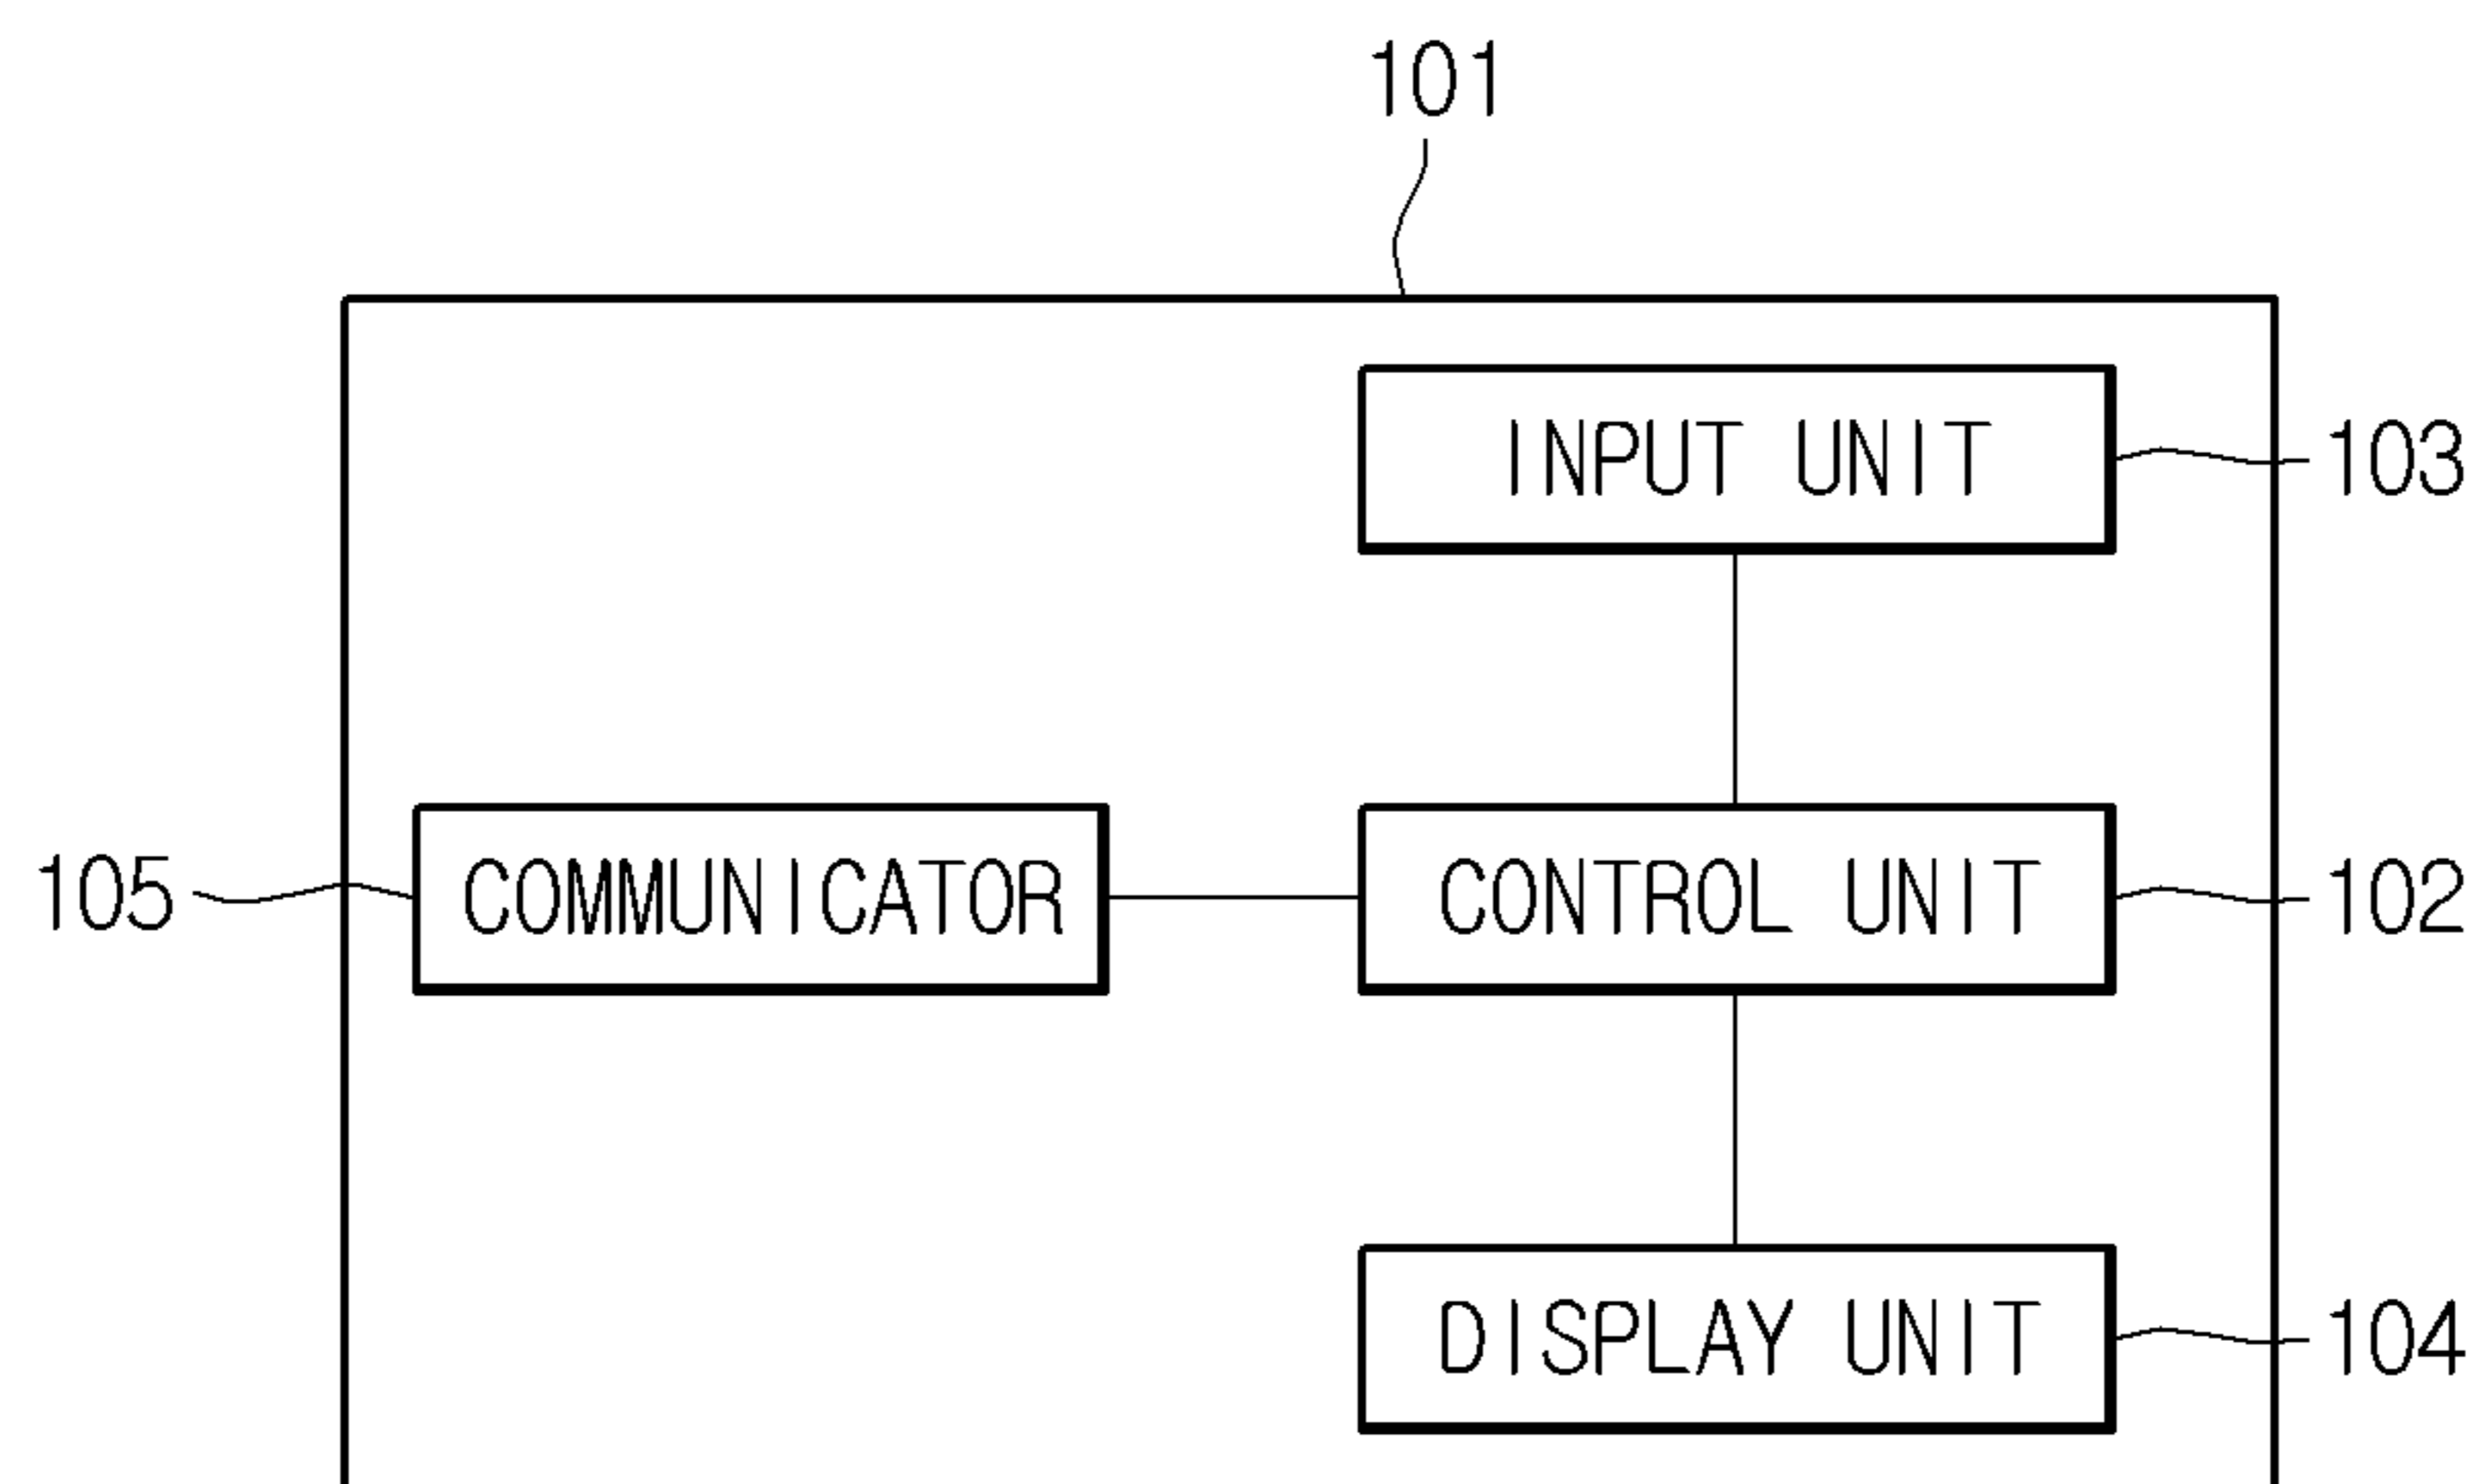 101
INPUT UNIT 103
105 COMMUNICATOR CONTROL UNIT 102
DISPLAY UNIT 104